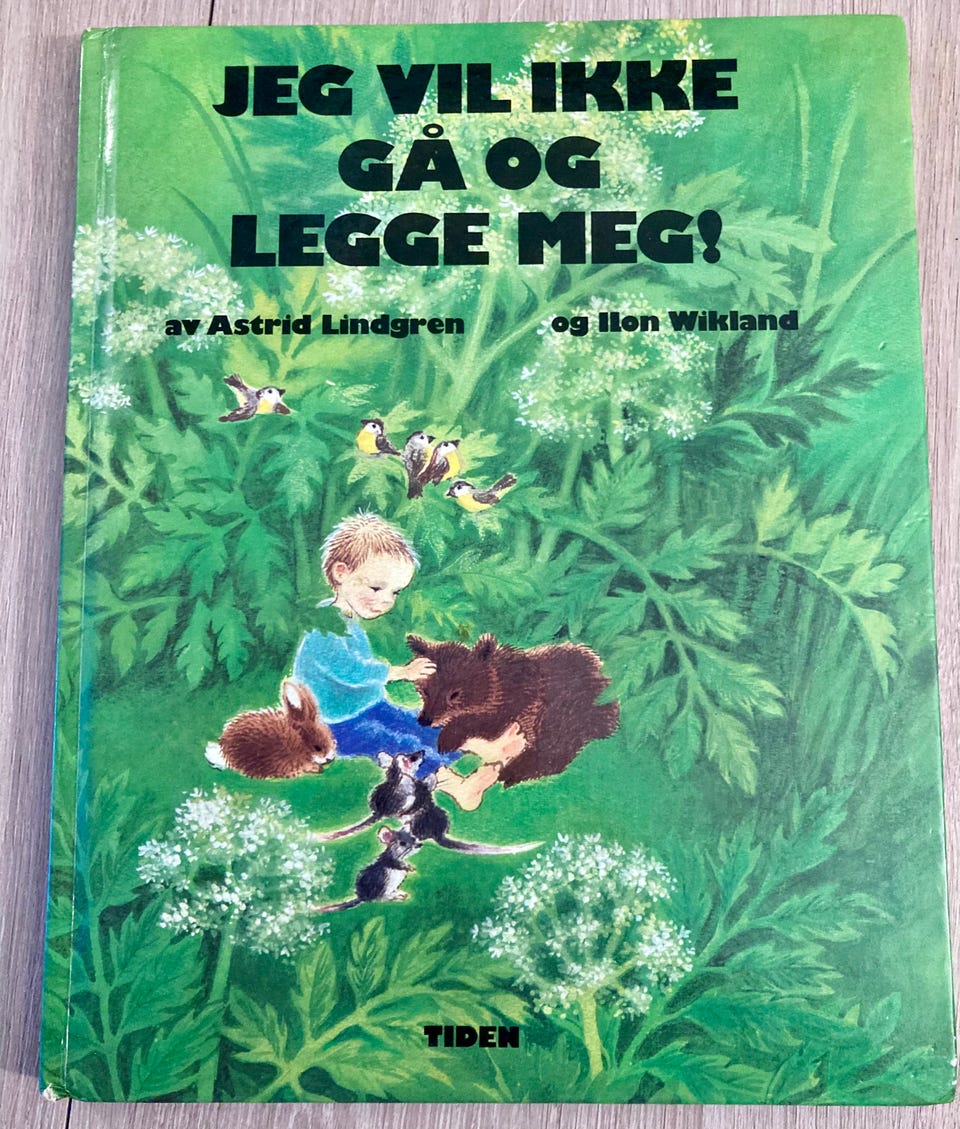 JEG VIL IKKE
GÅ OG
LEGGE MEG!
av Astrid Lindgren og Ilon Wikland
TIDEN